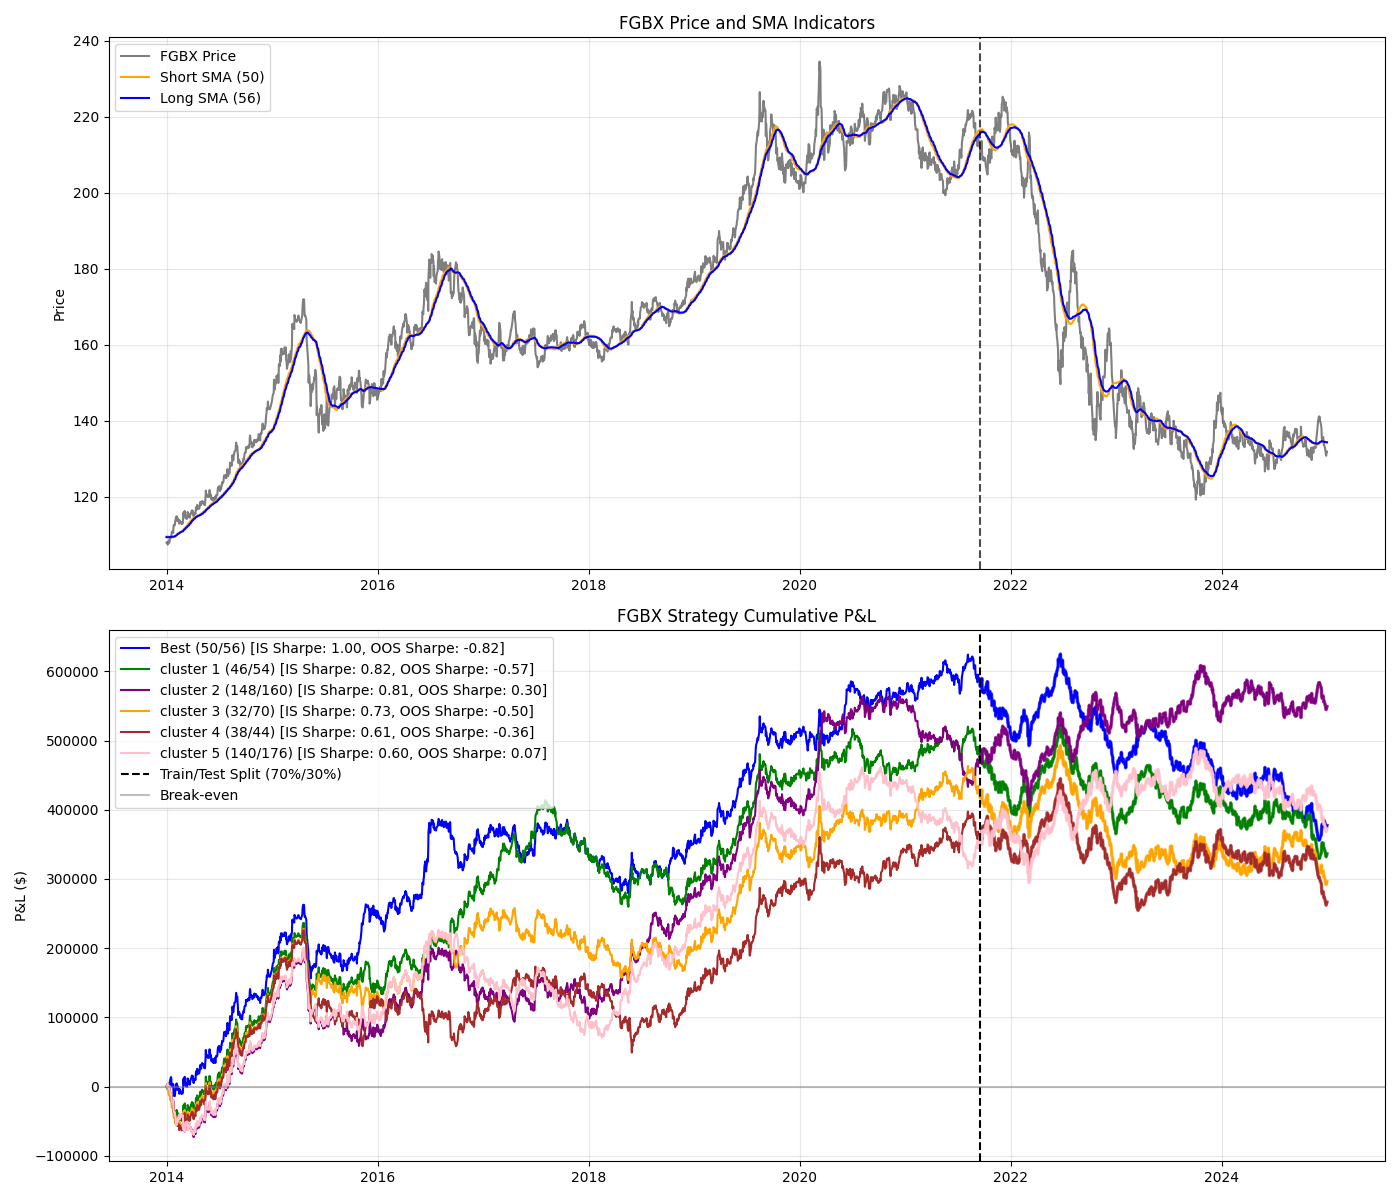 FGBX Price and SMA Indicators
FGBX Price
Short SMA (50)
Long SMA (56)
Price
240
220
200
180
160
140
120
2014
2016
2018
2020
2022
2024
FGBX Strategy Cumulative P&L
Best (50/56) [IS Sharpe: 1.00, OOS Sharpe: -0.82]
cluster 1 (46/54) [IS Sharpe: 0.82, OOS Sharpe: -0.57]
cluster 2 (148/160) [IS Sharpe: 0.81, OOS Sharpe: 0.30]
cluster 3 (32/70) [IS Sharpe: 0.73, OOS Sharpe: -0.50]
cluster 4 (38/44) [IS Sharpe: 0.61, OOS Sharpe: -0.36]
cluster 5 (140/176) [IS Sharpe: 0.60, OOS Sharpe: 0.07]
Train/Test Split (70%/30%)
Break-even
P&L ($)
600000
500000
400000
300000
200000
100000
0
−100000
2014
2016
2018
2020
2022
2024